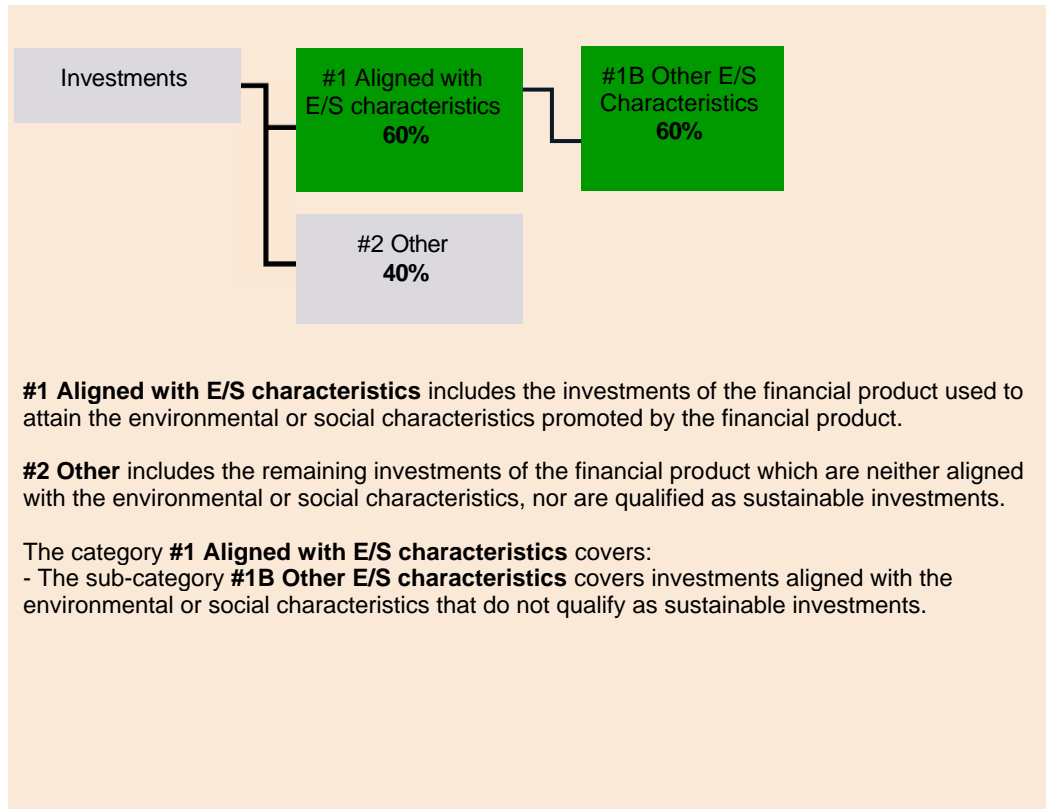 Investments
#1 Aligned with
E/S characteristics
60%
#1B Other E/S
Characteristics
60%
#2 Other
40%
#1 Aligned with E/S characteristics includes the investments of the financial product used to
attain the environmental or social characteristics promoted by the financial product.
#2 Other includes the remaining investments of the financial product which are neither aligned
with the environmental or social characteristics, nor are qualified as sustainable investments.
The category #1 Aligned with E/S characteristics covers:
- The sub-category #1B Other E/S characteristics covers investments aligned with the
environmental or social characteristics that do not qualify as sustainable investments.